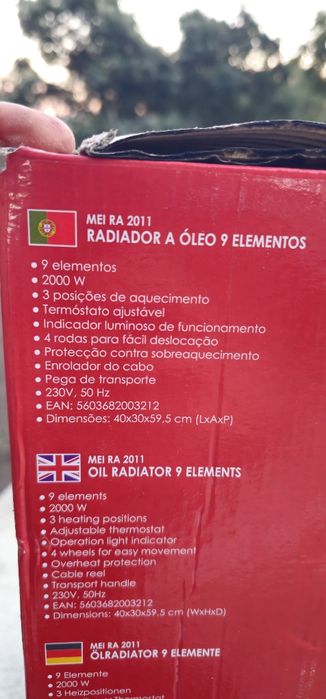 MEI RA 2011
RADIADOR A ÓLEO 9 ELEMENTOS
• 9 elementos
• 2000 W
• 3 posições de aquecimento
• Termóstato ajustável
• Indicador luminoso de funcionamento
• 4 rodas para fácil deslocação
• Protecção contra sobreaquecimento
• Enrolador do cabo
• Pega de transporte
• 230V, 50 Hz
• EAN: 5603682003212
• Dimensões: 40x30x59,5 cm (LxAxP)
MEI RA 2011
OIL RADIATOR 9 ELEMENTS
• 9 elements
• 2000 W
• 3 heating positions
• Adjustable thermostat
• Operation light indicator
• 4 wheels for easy movement
• Overheat protection
• Cable reel
• Transport handle
• 230V, 50Hz
• EAN: 5603682003212
• Dimensions: 40x30x59,5 cm (WxHxD)
MEI RA 2011
ÖLRADIATOR 9 ELEMENTE
• 9 Elemente
• 2000 W
• 3 Heizpositionen
Thermostat